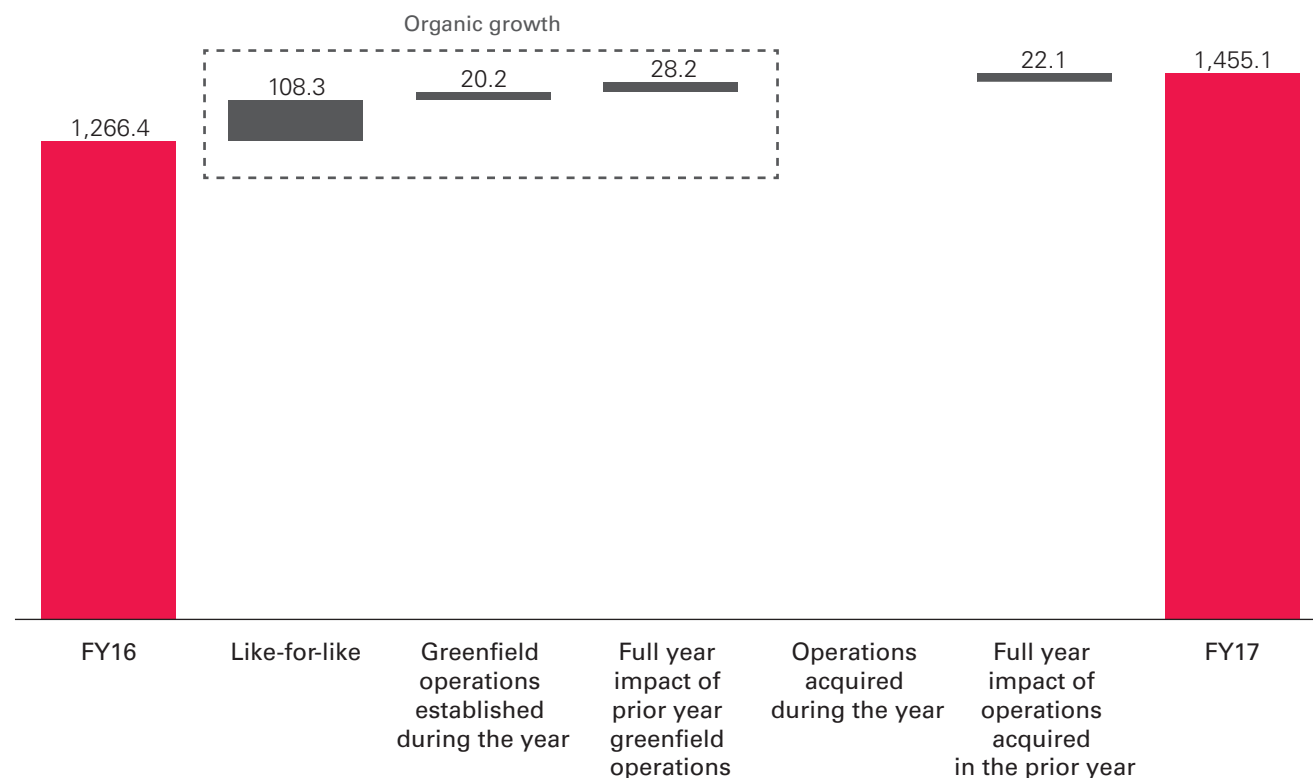 Organic growth
1,266.4
108.3
20.2
28.2
22.1
1,455.1
FY16
Like-for-like
Greenfield
operations
established
during the year
Full year
impact of
prior year
greenfield
operations
Operations
acquired
during the year
Full year
impact of
operations
acquired
in the prior year
FY17